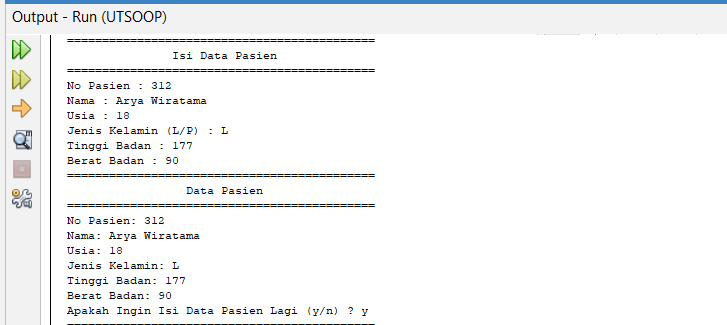 Output - Run (UTSOOP)
============================================
Isi Data Pasien
============================================
No Pasien : 312
Nama : Arya Wiratama
Usia : 18
Jenis Kelamin (L/P) : L
Tinggi Badan : 177
Berat Badan : 90
============================================
Data Pasien
============================================
No Pasien: 312
Nama: Arya Wiratama
Usia: 18
Jenis Kelamin: L
Tinggi Badan: 177
Berat Badan: 90
Apakah Ingin Isi Data Pasien Lagi (y/n) ? y
============================================